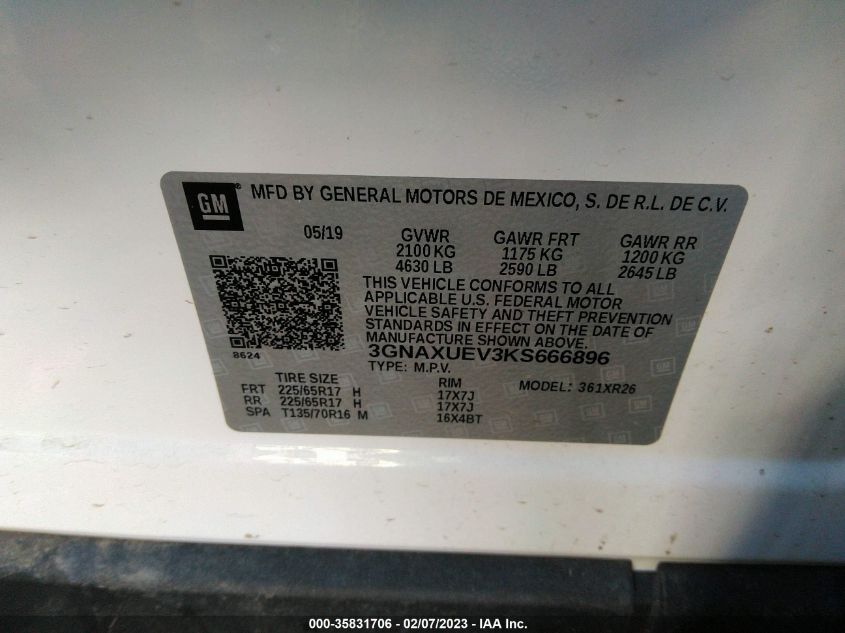 GM® MFD BY GENERAL MOTORS DE MEXICO, S. DE R.L. DE C.V.
05/19 GVWR GAWR FRT GAWR RR
2100 KG 1175 KG 1200 KG
4630 LB 2590 LB 2645 LB
THIS VEHICLE CONFORMS TO ALL
APPLICABLE U.S. FEDERAL MOTOR
VEHICLE SAFETY AND THEFT PREVENTION
STANDARDS IN EFFECT ON THE DATE OF
MANUFACTURE SHOWN ABOVE.
8624 3GNAXUEV3KS666896
TYPE: M.P.V.
TIRE SIZE RIM MODEL: 361XR26
FRT 225/65R17 H 17X7J
RR 225/65R17 H 17X7J
SPA T135/70R16 M 16X4BT
000-35831706 - 02/07/2023 - IAA Inc.